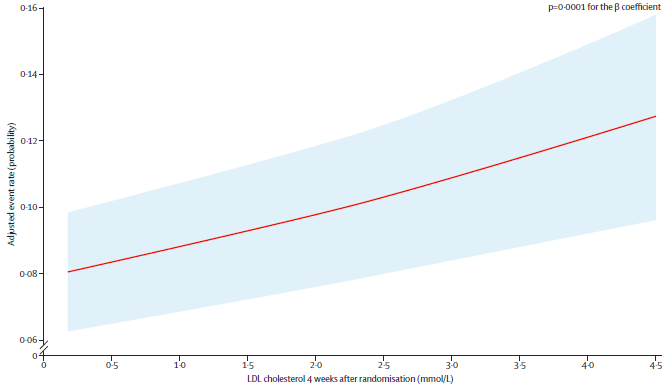 p=0·0001 for the β coefficient
0·16
0·14
0·12
0·10
0·08
0·06
0
Adjusted event rate (probability)
0 0·5 1·0 1·5 2·0 2·5 3·0 3·5 4·0 4·5
LDL cholesterol 4 weeks after randomisation (mmol/L)